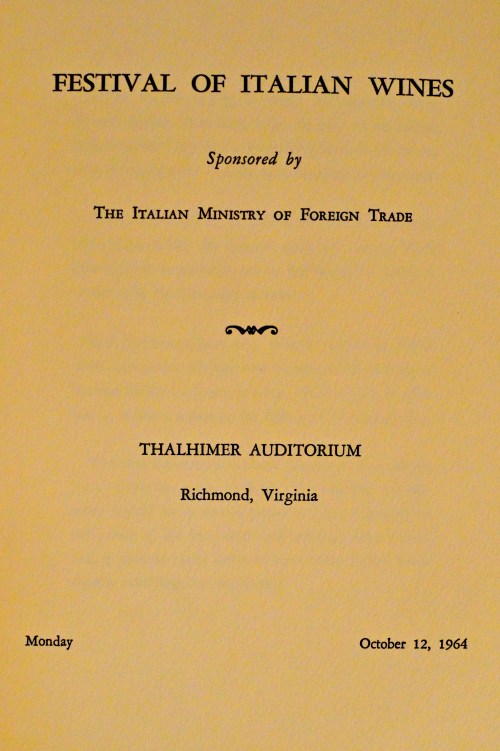 FESTIVAL OF ITALIAN WINES
Sponsored by
The Italian Ministry of Foreign Trade
THALHIMER AUDITORIUM
Richmond, Virginia
Monday October 12, 1964